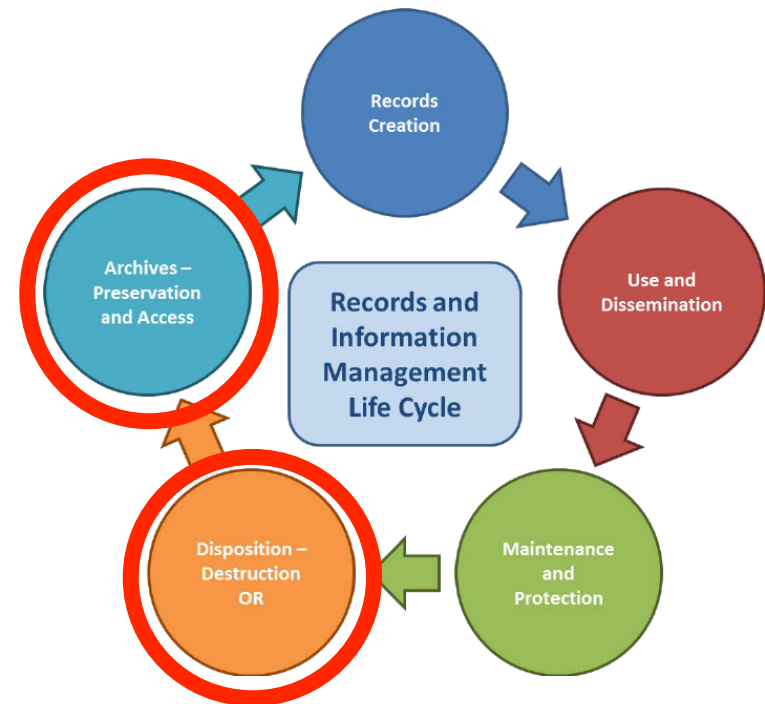 Records
Creation
Use and
Dissemination
Maintenance
and
Protection
Disposition –
Destruction
OR
Archives –
Preservation
and Access
Records and
Information
Management
Life Cycle